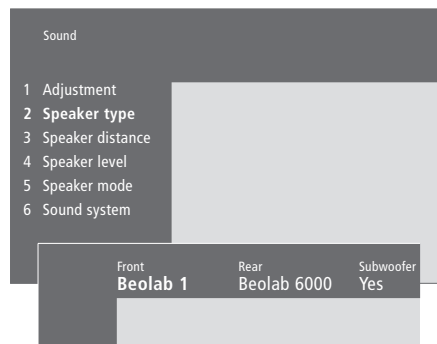 Sound
1 Adjustment
2 Speaker type
3 Speaker distance
4 Speaker level
5 Speaker mode
6 Sound system
Front Rear Subwoofer
Beolab 1 Beolab 6000 Yes